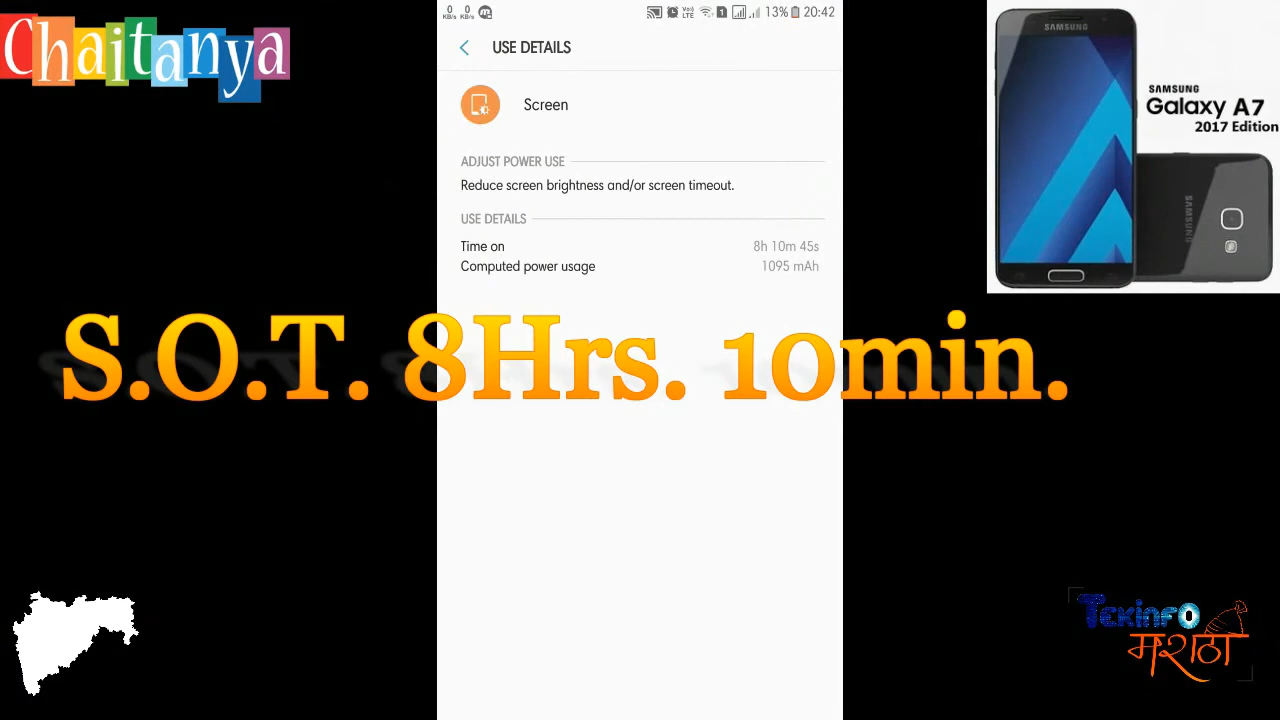 Chaitanya
0 KB/s 0 KB/s
VoLTE 1 13% 20:42
USE DETAILS
Screen
ADJUST POWER USE
Reduce screen brightness and/or screen timeout.
USE DETAILS
Time on 8h 10m 45s
Computed power usage 1095 mAh
SAMSUNG
SAMSUNG
Galaxy A7
2017 Edition
SAMSUNG
S.O.T. 8Hrs. 10min.
Tekinfo
मराठी